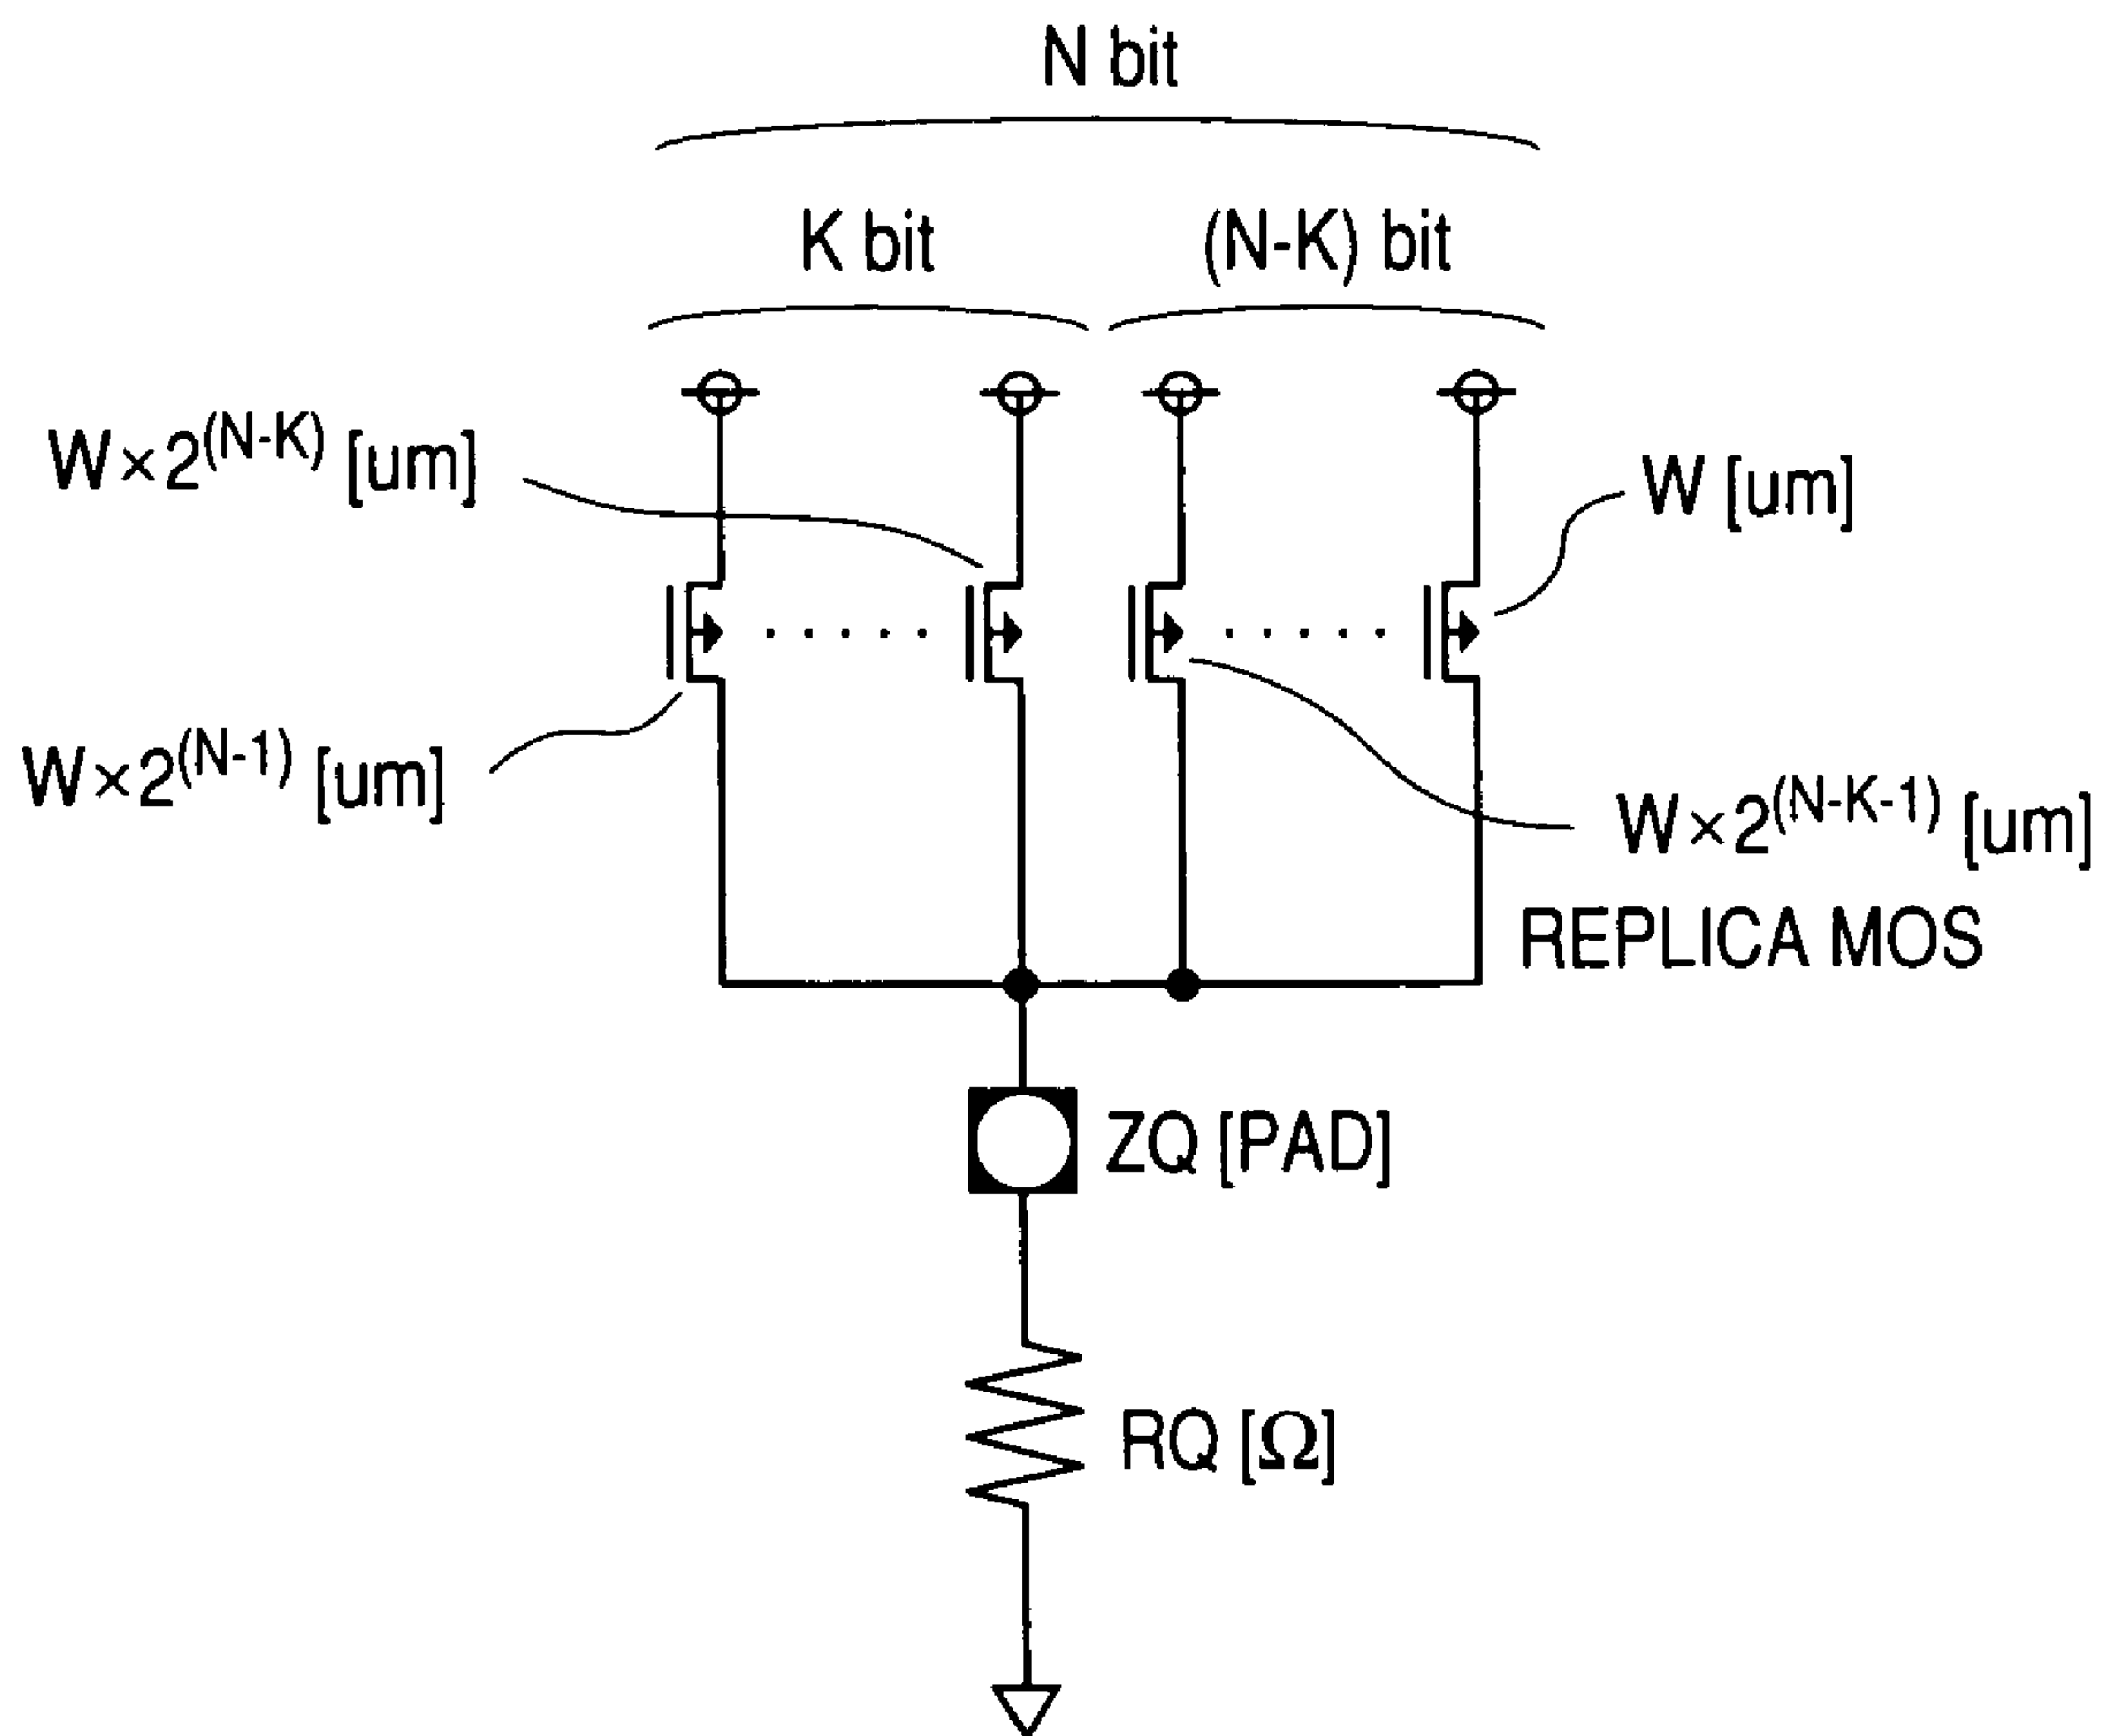 N bit
K bit
(N-K) bit
W×2^(N-K) [um]
W [um]
W×2^(N-1) [um]
W×2^(N-K-1) [um]
REPLICA MOS
ZQ [PAD]
RQ [Ω]